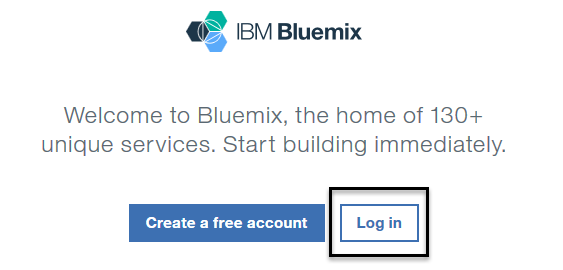 IBM Bluemix
Welcome to Bluemix, the home of 130+
unique services. Start building immediately.
Create a free account
Log in